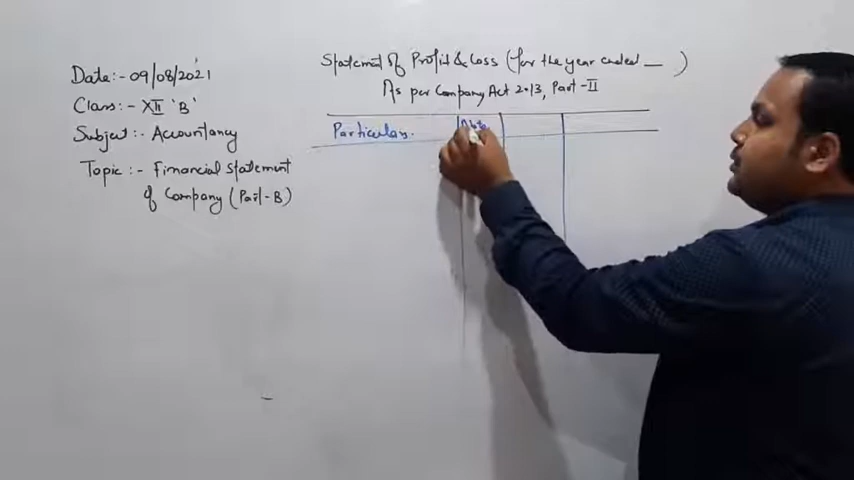 Date:- 09/08/2021
Class:- XII 'B'
Subject:- Accountancy
Topic:- Financial Statement
of Company (Part-B)
Statement of Profit & Loss (for the year ended __ )
As per Company Act 2013, Part-II
Particulars.